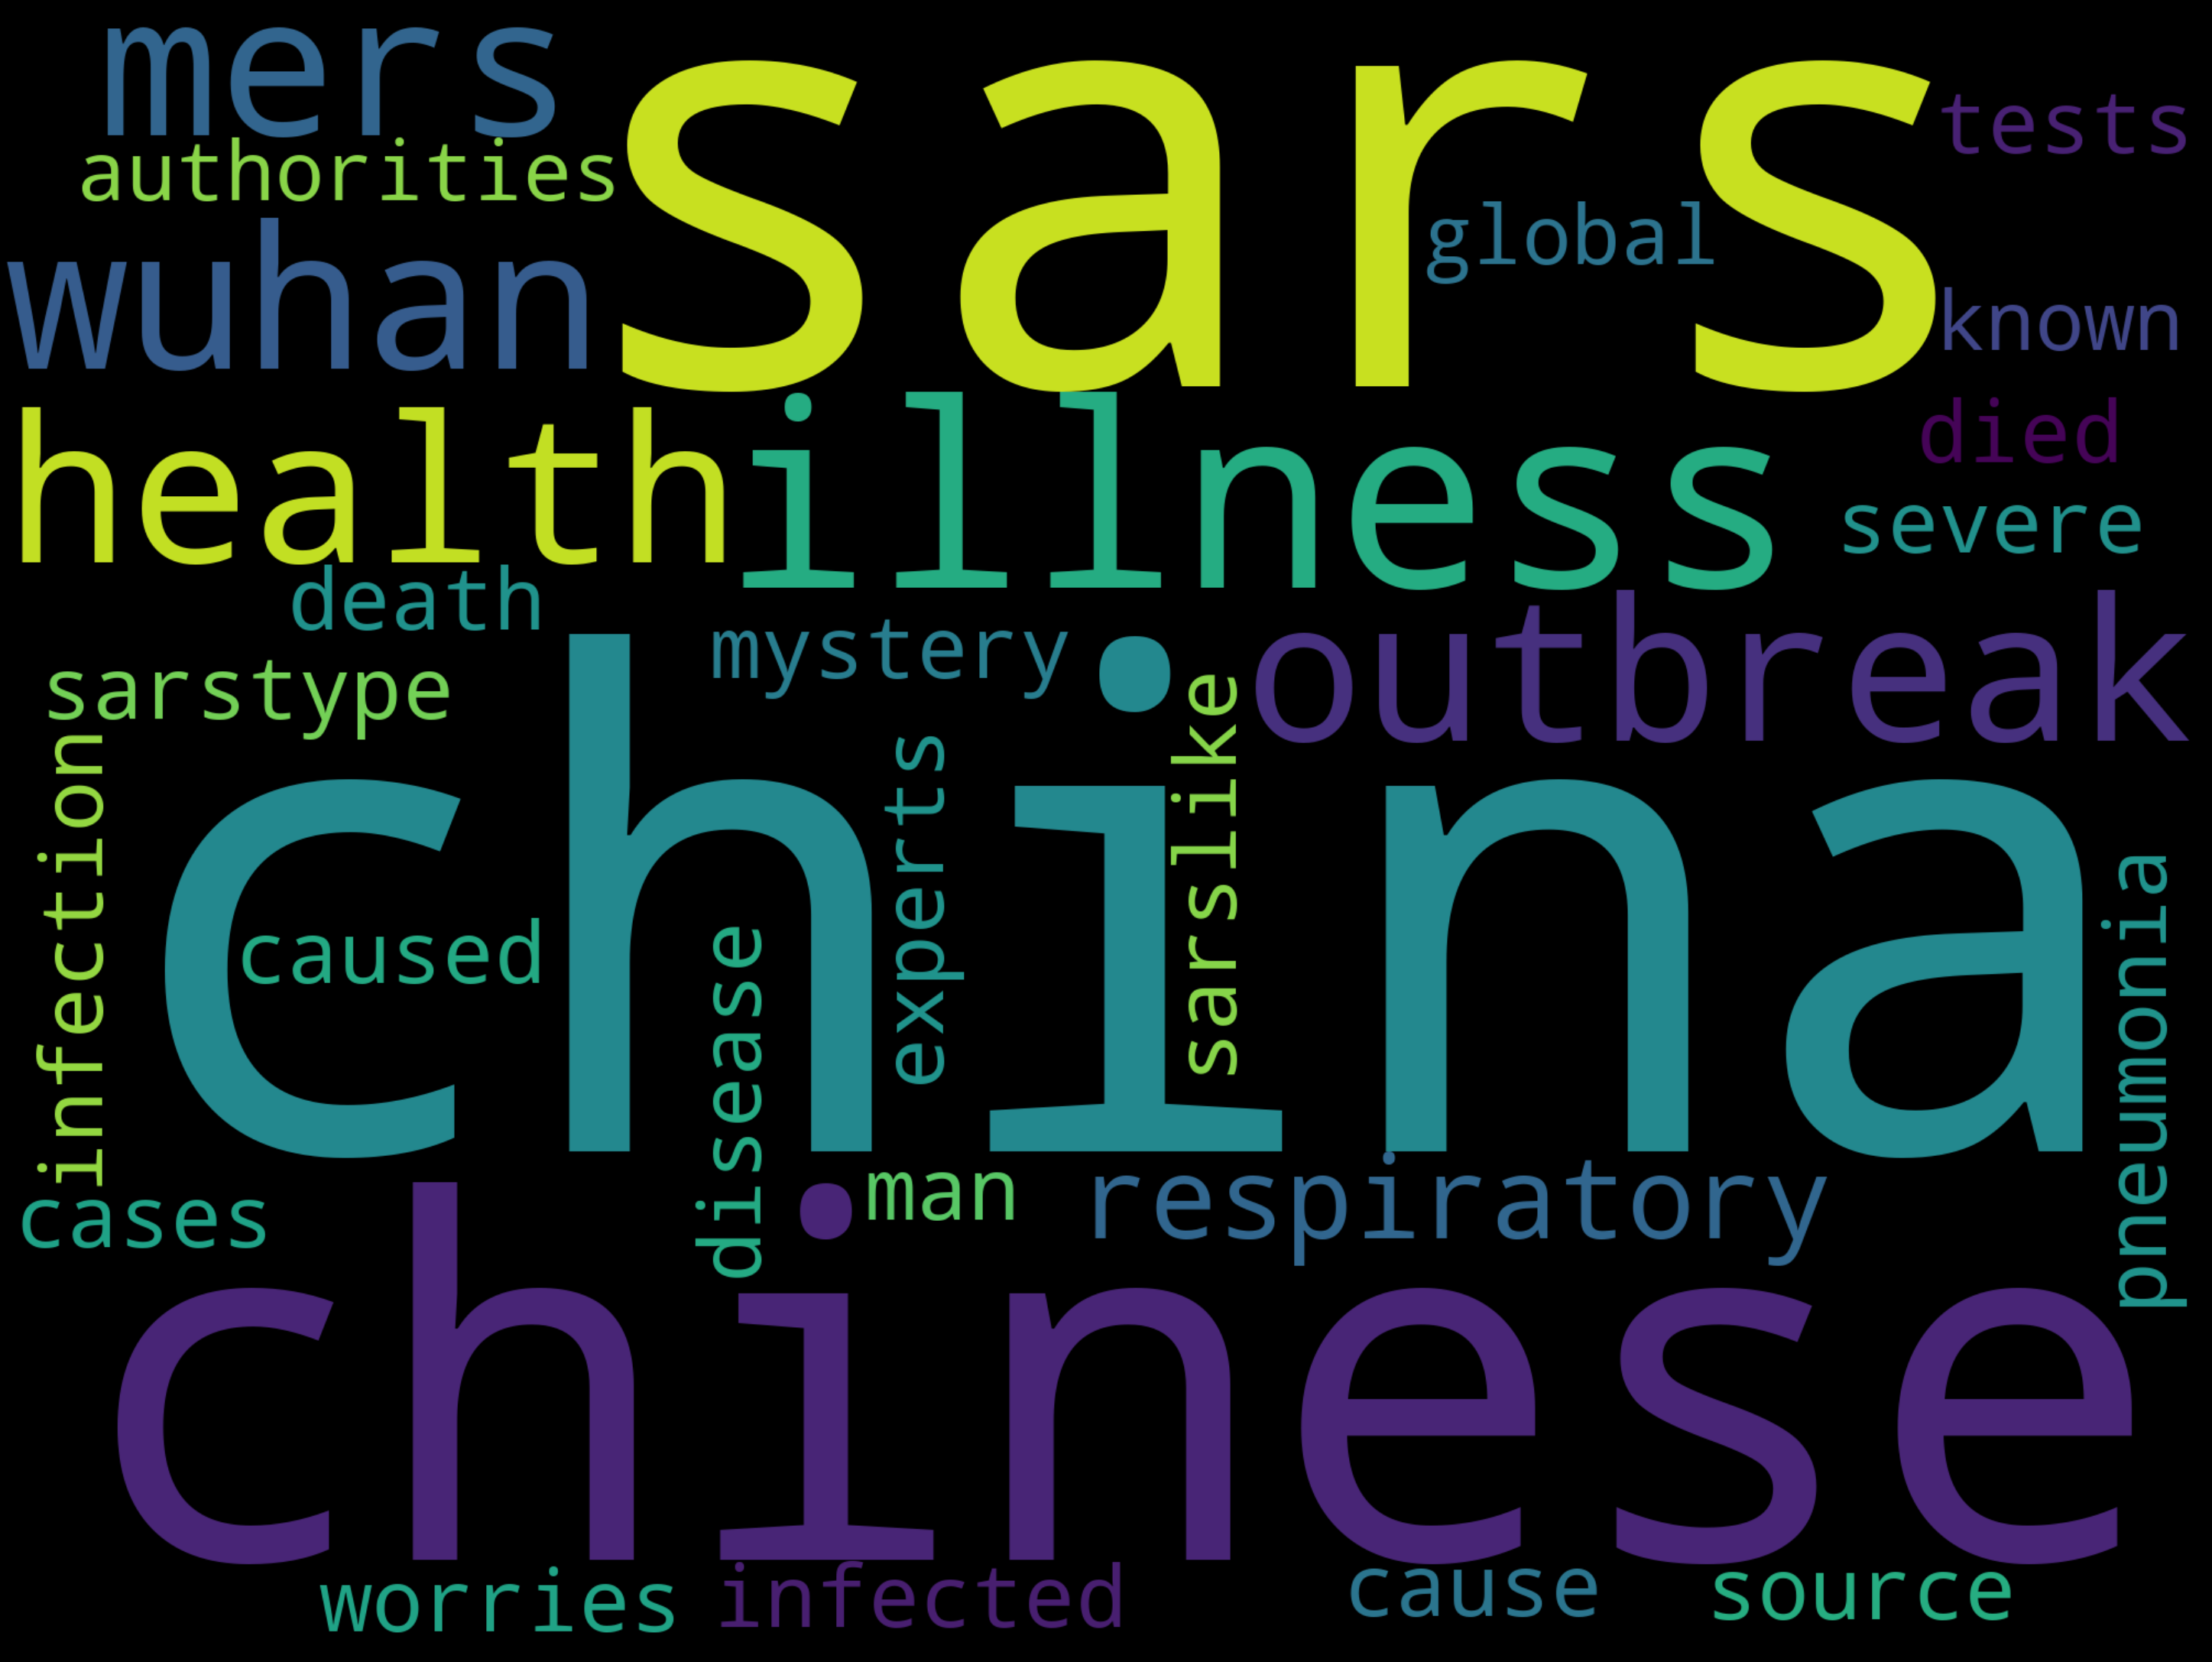 mers
sars
tests
authorities
global
wuhan
known
health
illness
died
severe
death
mystery
outbreak
sarstype
infection
china
experts
sarslike
caused
disease
pneumonia
cases
man
respiratory
chinese
worries
infected
cause
source